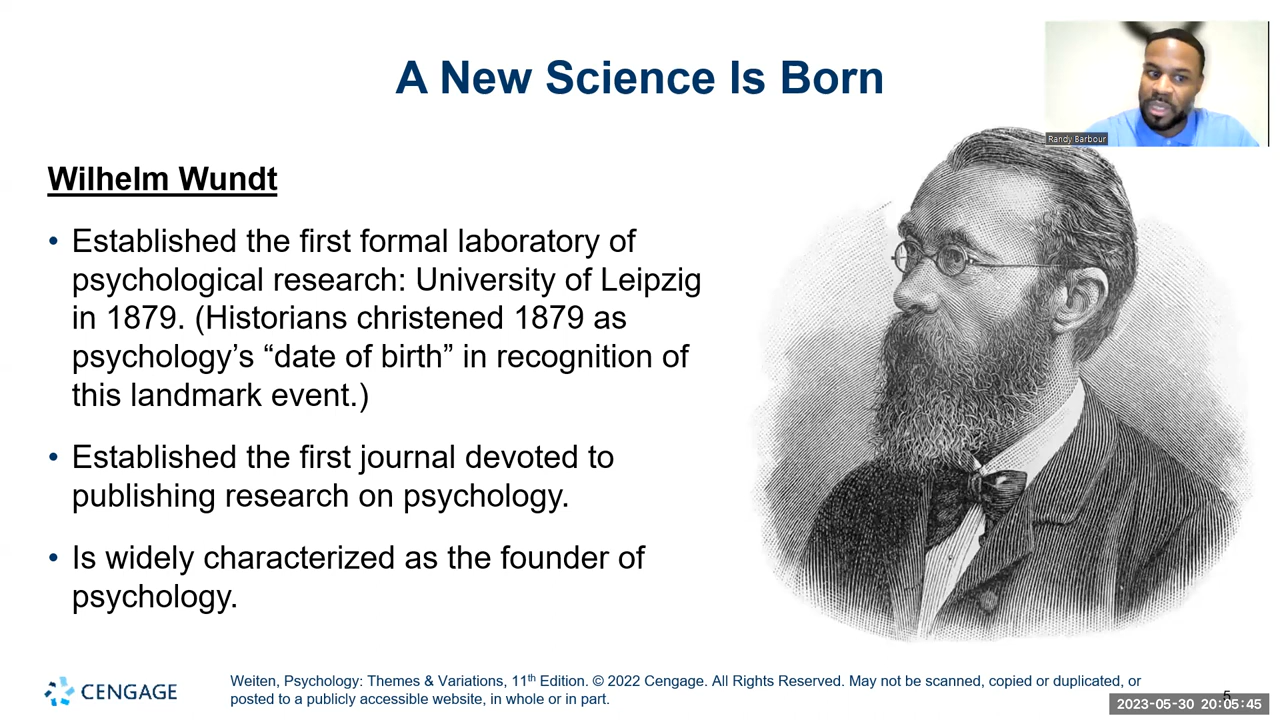 A New Science Is Born
Randy Barbour
Wilhelm Wundt
• Established the first formal laboratory of
psychological research: University of Leipzig
in 1879. (Historians christened 1879 as
psychology’s “date of birth” in recognition of
this landmark event.)
• Established the first journal devoted to
publishing research on psychology.
• Is widely characterized as the founder of
psychology.
CENGAGE
Weiten, Psychology: Themes & Variations, 11th Edition. © 2022 Cengage. All Rights Reserved. May not be scanned, copied or duplicated, or
posted to a publicly accessible website, in whole or in part.
5
2023-05-30 20:05:45